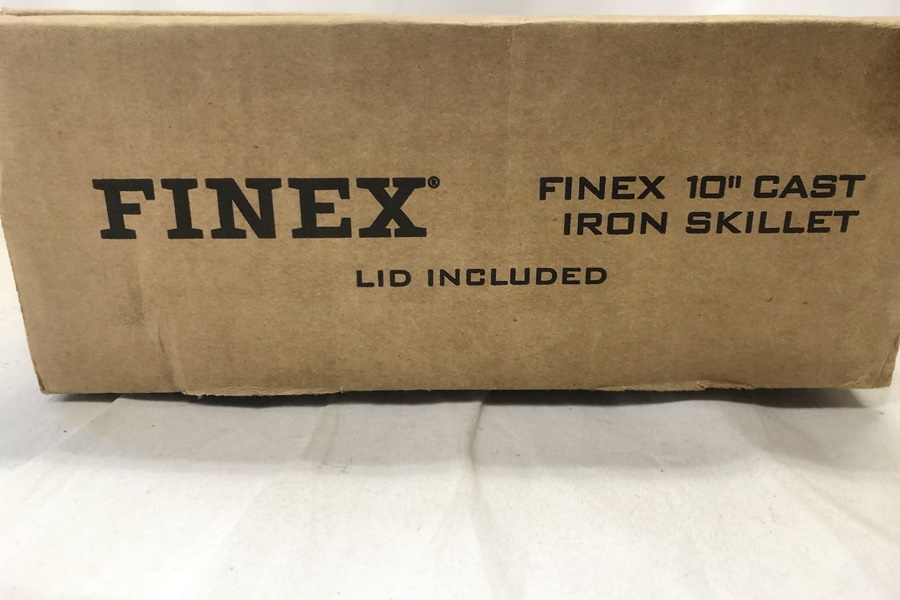 FINEX®
FINEX 10" CAST
IRON SKILLET
LID INCLUDED